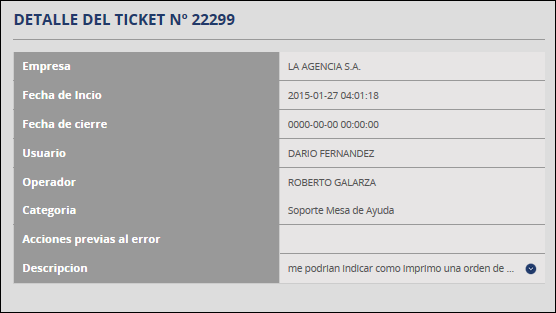 DETALLE DEL TICKET Nº 22299
Empresa LA AGENCIA S.A.
Fecha de Incio 2015-01-27 04:01:18
Fecha de cierre 0000-00-00 00:00:00
Usuario DARIO FERNANDEZ
Operador ROBERTO GALARZA
Categoria Soporte Mesa de Ayuda
Acciones previas al error
Descripcion me podrian indicar como imprimo una orden de ...